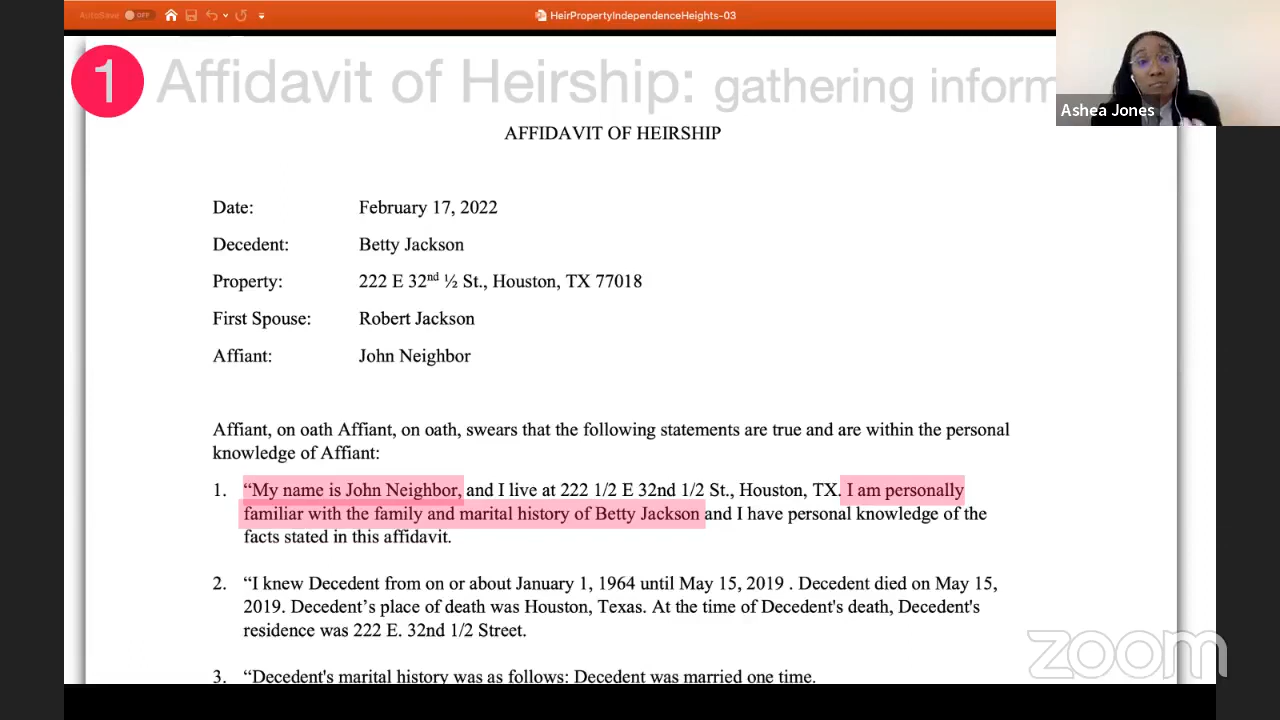 AutoSave OFF
HeirPropertyIndependenceHeights-03
1 Affidavit of Heirship: gathering inform
Ashea Jones
AFFIDAVIT OF HEIRSHIP
Date: February 17, 2022
Decedent: Betty Jackson
Property: 222 E 32nd ½ St., Houston, TX 77018
First Spouse: Robert Jackson
Affiant: John Neighbor
Affiant, on oath Affiant, on oath, swears that the following statements are true and are within the personal
knowledge of Affiant:
1. “My name is John Neighbor, and I live at 222 1/2 E 32nd 1/2 St., Houston, TX. I am personally
familiar with the family and marital history of Betty Jackson and I have personal knowledge of the
facts stated in this affidavit.
2. “I knew Decedent from on or about January 1, 1964 until May 15, 2019 . Decedent died on May 15,
2019. Decedent’s place of death was Houston, Texas. At the time of Decedent's death, Decedent's
residence was 222 E. 32nd 1/2 Street.
3. “Decedent's marital history was as follows: Decedent was married one time.
zoom